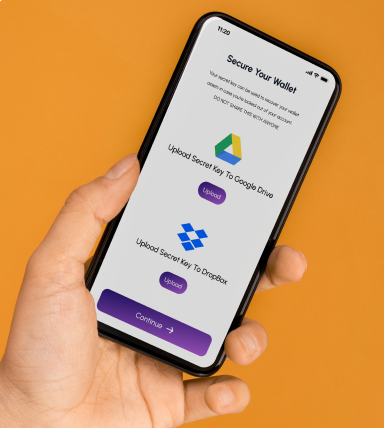 11:20
Secure Your Wallet
Your secret key can be used to recover your wallet
assets in case you're locked out of your account.
DO NOT SHARE THIS WITH ANYONE
Upload Secret Key To Google Drive
Upload
Upload Secret Key To DropBox
Upload
Continue →